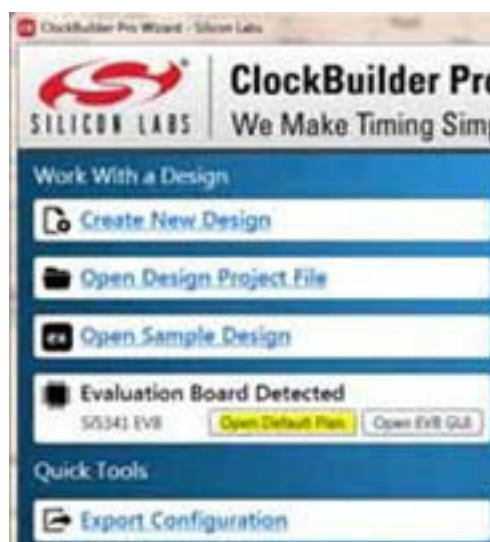 ClockBuilder Pro Wizard - Silicon Labs
SILICON LABS
ClockBuilder Pro
We Make Timing Simp
Work With a Design
Create New Design
Open Design Project File
ex Open Sample Design
Evaluation Board Detected
Si5341 EVB Open Default Plan. Open EVB GUI.
Quick Tools
Export Configuration